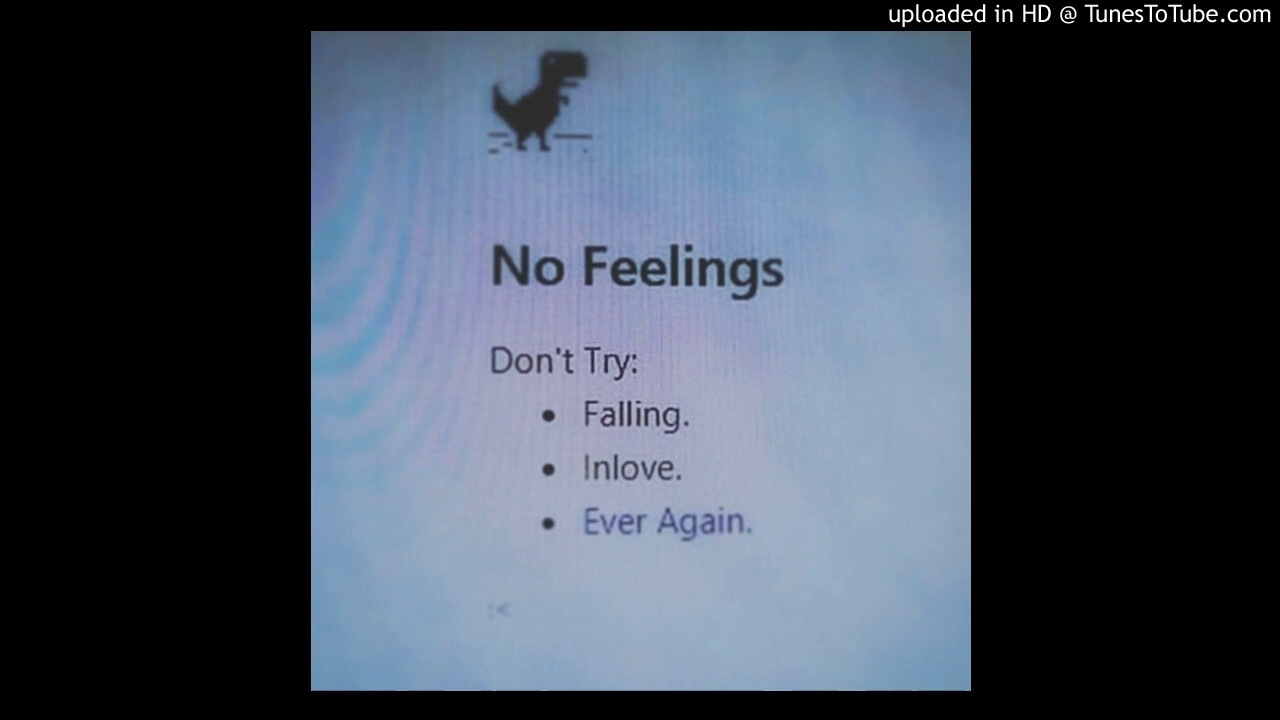 uploaded in HD @ TunesToTube.com
No Feelings
Don't Try:
• Falling.
• Inlove.
• Ever Again.
:<